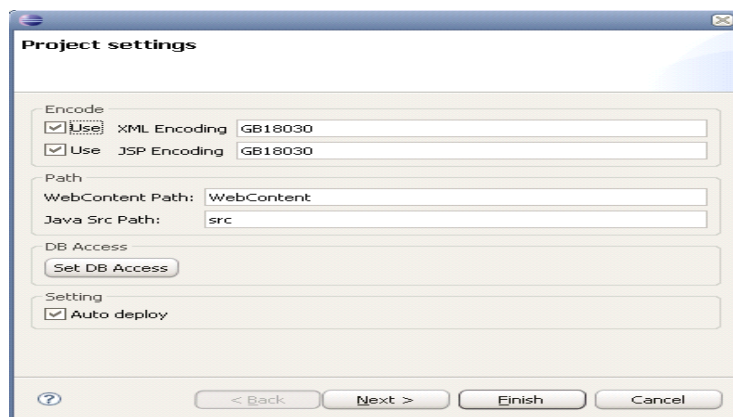 Project settings
Encode
Use XML Encoding GB18030
Use JSP Encoding GB18030
Path
WebContent Path: WebContent
Java Src Path: src
DB Access
Set DB Access
Setting
Auto deploy
? < Back Next > Finish Cancel